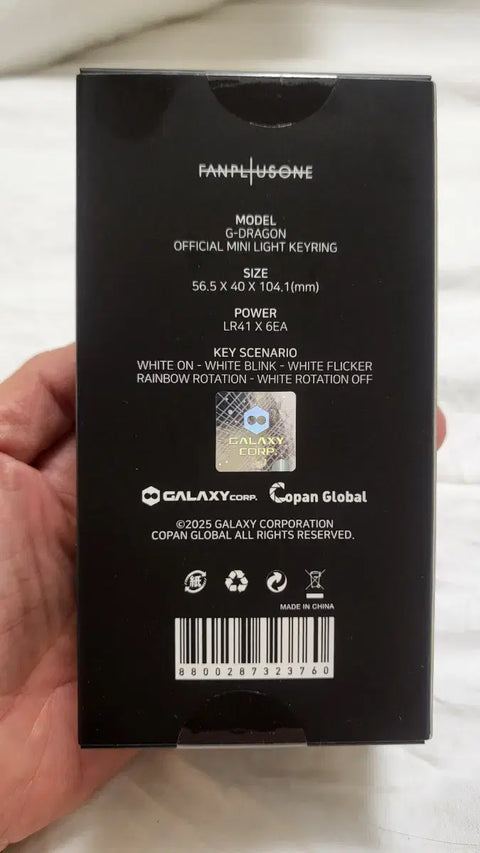 FANPLUSONE
MODEL
G-DRAGON
OFFICIAL MINI LIGHT KEYRING
SIZE
56.5 X 40 X 104.1(mm)
POWER
LR41 X 6EA
KEY SCENARIO
WHITE ON - WHITE BLINK - WHITE FLICKER
RAINBOW ROTATION - WHITE ROTATION OFF
GALAXY
CORP.
GALAXY CORP. Copan Global
©2025 GALAXY CORPORATION
COPAN GLOBAL ALL RIGHTS RESERVED.
紙
MADE IN CHINA
8800287323760